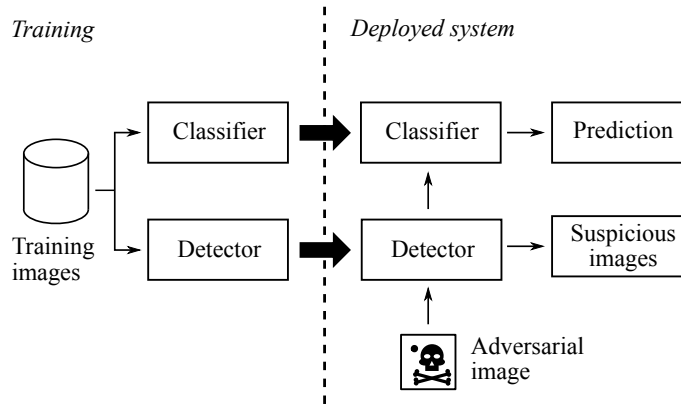 Training
Deployed system
Classifier
Classifier
Prediction
Training
images
Detector
Detector
Suspicious
images
Adversarial
image